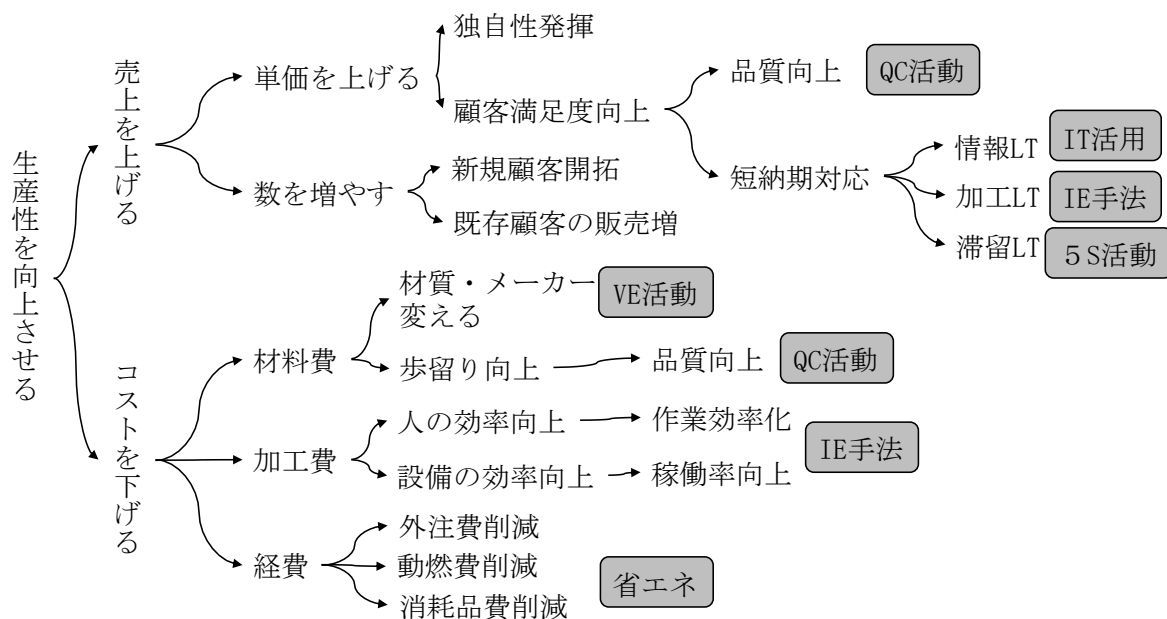 生産性を向上させる
売上を上げる
単価を上げる
独自性発揮
顧客満足度向上
品質向上
QC活動
短納期対応
情報LT
IT活用
加工LT
IE手法
滞留LT
５S活動
数を増やす
新規顧客開拓
既存顧客の販売増
コストを下げる
材料費
材質・メーカー
変える
VE活動
歩留り向上
品質向上
QC活動
加工費
人の効率向上
作業効率化
設備の効率向上
稼働率向上
IE手法
経費
外注費削減
動燃費削減
消耗品費削減
省エネ